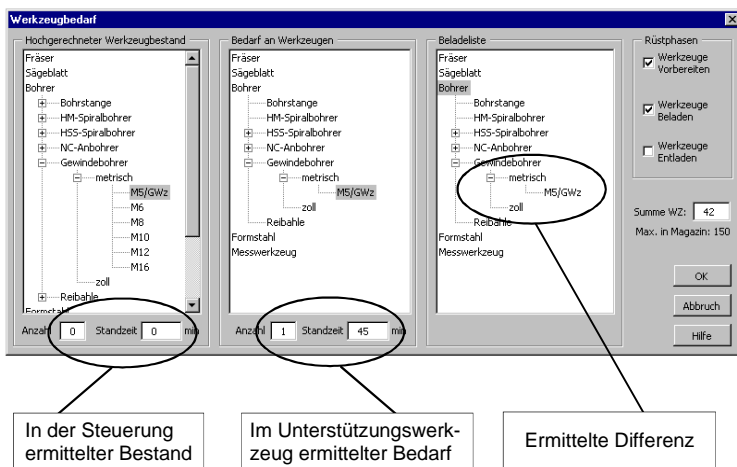 Werkzeugbedarf
Hochgerechneter Werkzeugbestand
Fräser
Sägeblatt
Bohrer
Bohrstange
HM-Spiralbohrer
HSS-Spiralbohrer
NC-Anbohrer
Gewindebohrer
metrisch
M5/GWz
M6
M8
M10
M12
M16
zoll
Reibahle
Formstahl
Anzahl 0 Standzeit 0 min
Bedarf an Werkzeugen
Fräser
Sägeblatt
Bohrer
Bohrstange
HM-Spiralbohrer
HSS-Spiralbohrer
NC-Anbohrer
Gewindebohrer
metrisch
M5/GWz
zoll
Reibahle
Formstahl
Messwerkzeug
Anzahl 1 Standzeit 45 min
Beladeliste
Fräser
Sägeblatt
Bohrer
Bohrstange
HM-Spiralbohrer
HSS-Spiralbohrer
NC-Anbohrer
Gewindebohrer
metrisch
M5/GWz
zoll
Reibahle
Formstahl
Messwerkzeug
Rüstphasen
Werkzeuge
Vorbereiten
Werkzeuge
Beladen
Werkzeuge
Entladen
Summe WZ: 42
Max. in Magazin: 150
OK
Abbruch
Hilfe
In der Steuerung
ermittelter Bestand
Im Unterstützungswerk-
zeug ermittelter Bedarf
Ermittelte Differenz